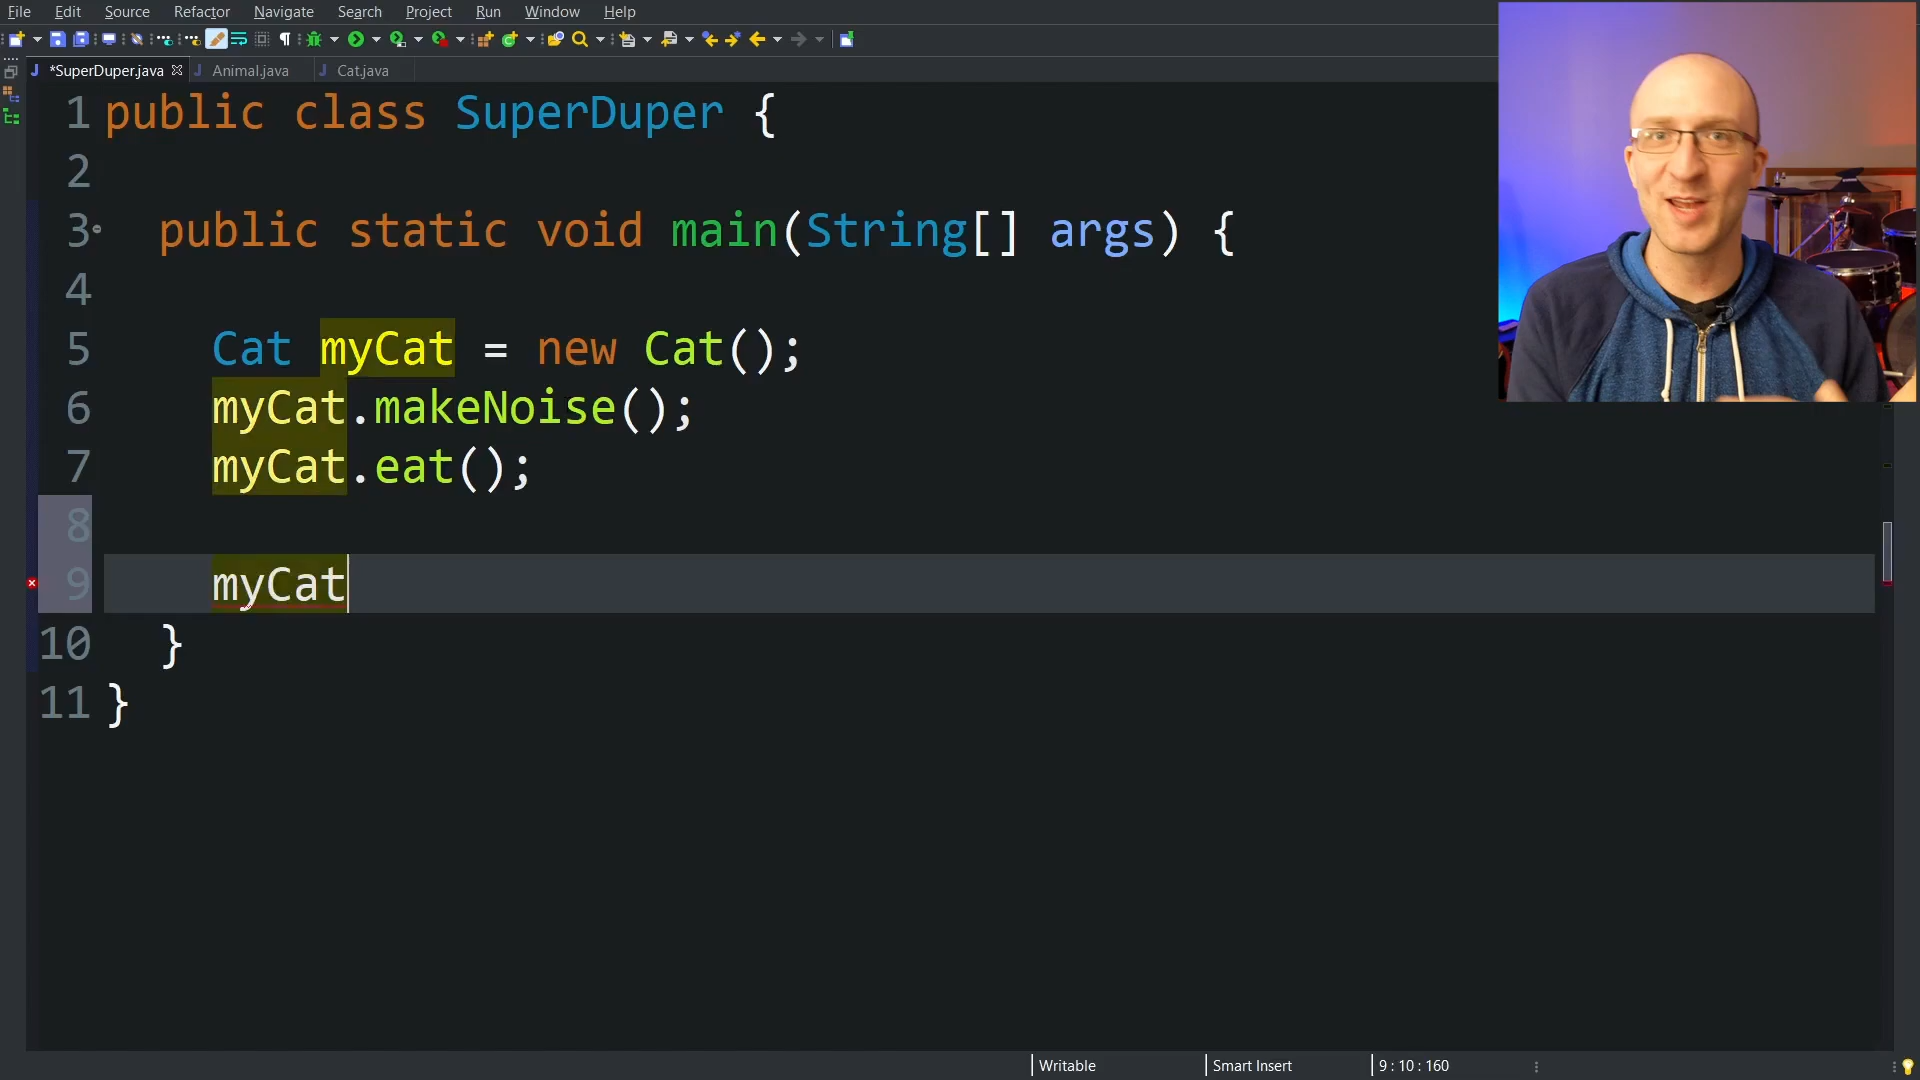 File Edit Source Refactor Navigate Search Project Run Window Help
*SuperDuper.java Animal.java Cat.java
1 public class SuperDuper {
2
3 public static void main(String[] args) {
4
5 Cat myCat = new Cat();
6 myCat.makeNoise();
7 myCat.eat();
8
9 myCat
10 }
11 }
Writable Smart Insert 9 : 10 : 160